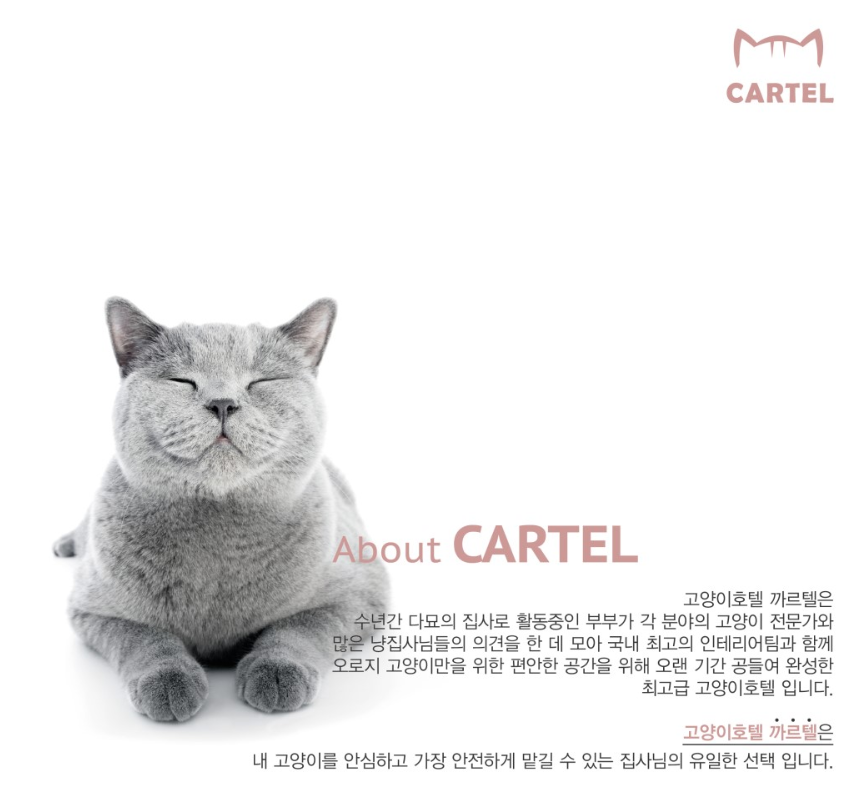 CARTEL
About CARTEL
고양이호텔 까르텔은
수년간 다묘의 집사로 활동중인 부부가 각 분야의 고양이 전문가와
많은 냥집사님들의 의견을 한 데 모아 국내 최고의 인테리어팀과 함께
오로지 고양이만을 위한 편안한 공간을 위해 오랜 기간 공들여 완성한
최고급 고양이호텔 입니다.
고양이호텔 까르텔은
내 고양이를 안심하고 가장 안전하게 맡길 수 있는 집사님의 유일한 선택 입니다.